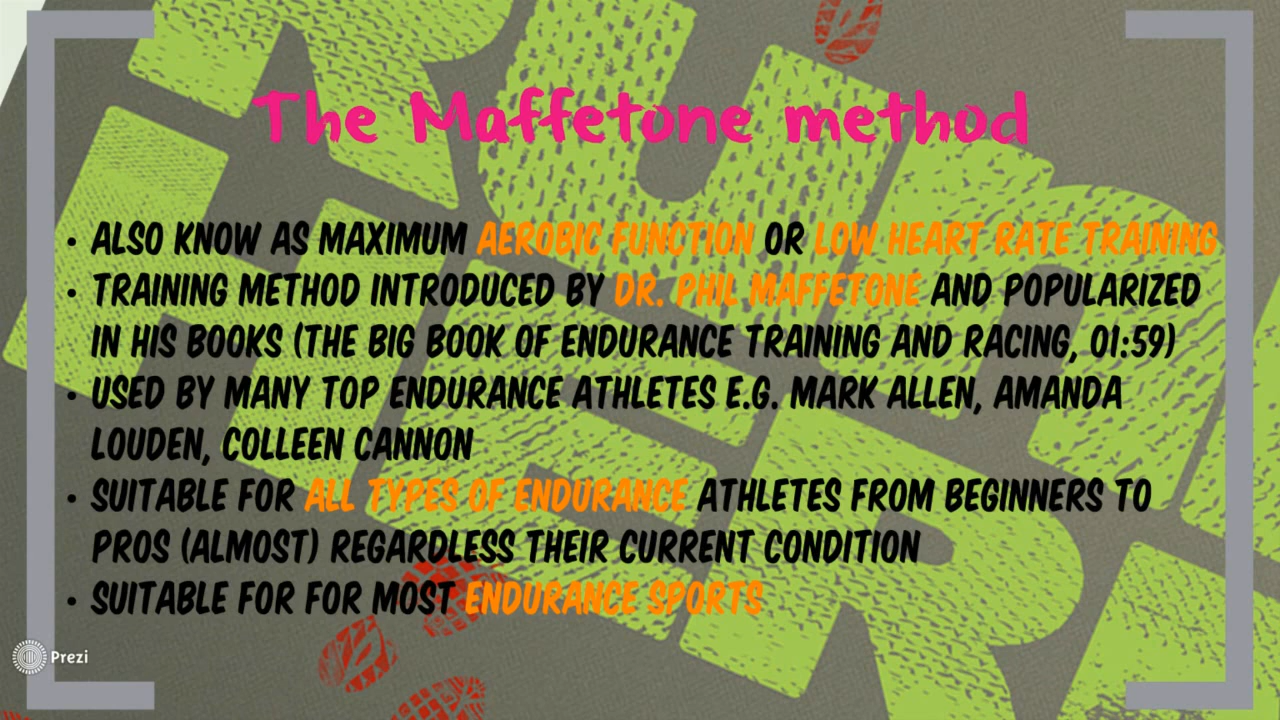 The Maffetone method
• ALSO KNOW AS MAXIMUM AEROBIC FUNCTION OR LOW HEART RATE TRAINING
• TRAINING METHOD INTRODUCED BY DR. PHIL MAFFETONE AND POPULARIZED
IN HIS BOOKS (THE BIG BOOK OF ENDURANCE TRAINING AND RACING, 01:59)
• USED BY MANY TOP ENDURANCE ATHLETES E.G. MARK ALLEN, AMANDA
LOUDEN, COLLEEN CANNON
• SUITABLE FOR ALL TYPES OF ENDURANCE ATHLETES FROM BEGINNERS TO
PROS (ALMOST) REGARDLESS THEIR CURRENT CONDITION
• SUITABLE FOR FOR MOST ENDURANCE SPORTS
Prezi